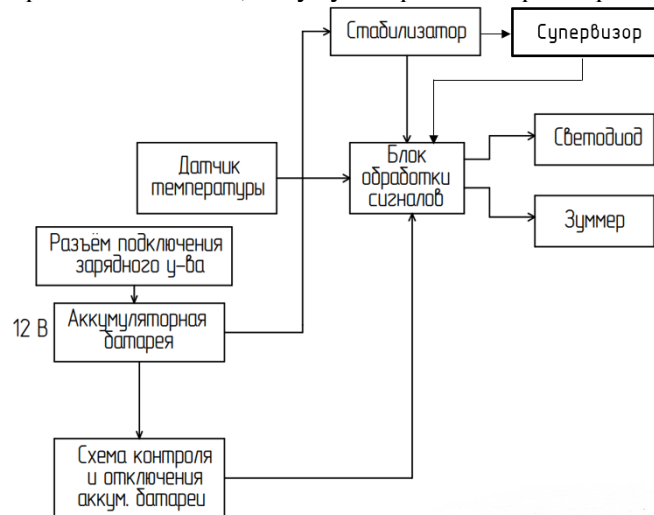 Стабилизатор
Супервизор
Датчик
температуры
Блок
обработки
сигналов
Светодиод
Зуммер
Разъём подключения
зарядного у-ва
12 В
Аккумуляторная
батарея
Схема контроля
и отключения
аккум. батареи